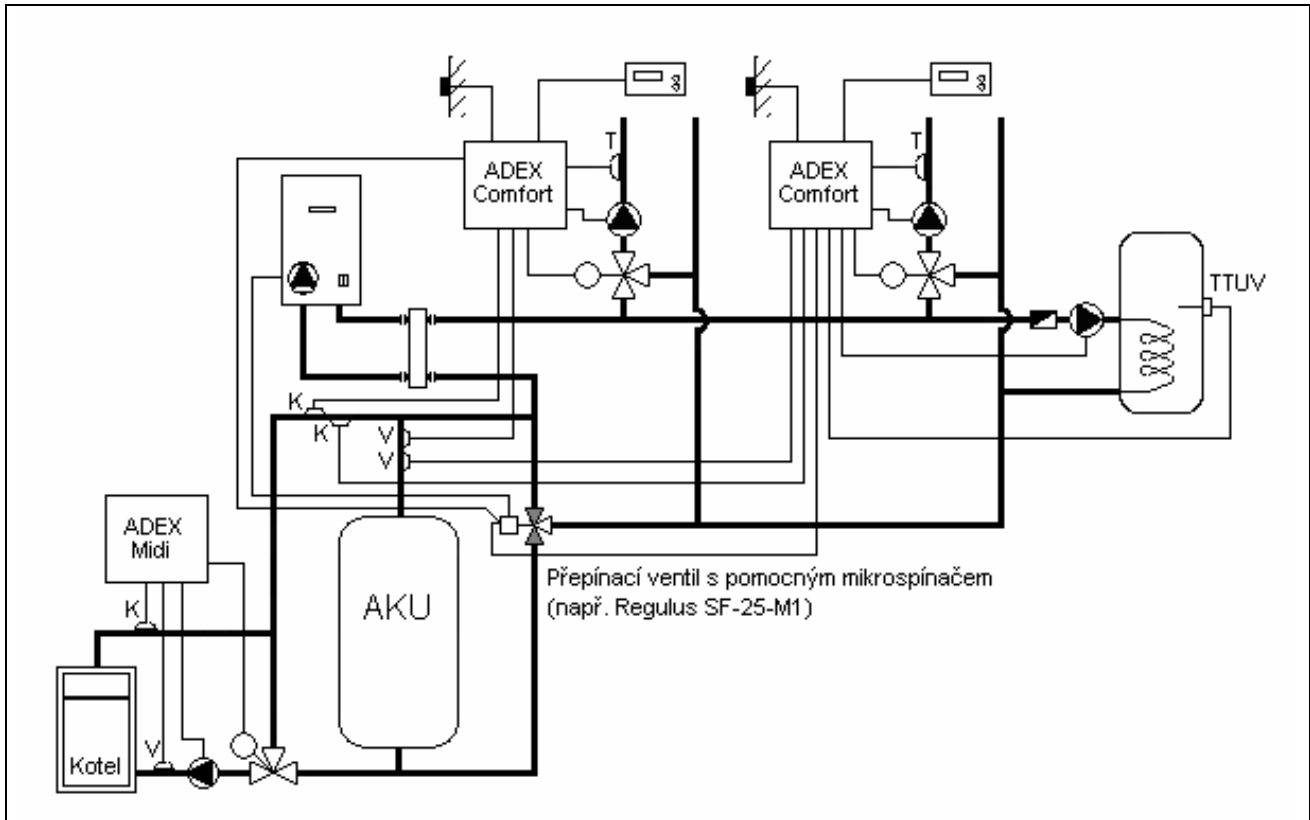 T
ADEX
Comfort
T
ADEX
Comfort
TTUV
K
K
V
V
ADEX
Midi
K
AKU
Přepínací ventil s pomocným mikrospínačem
(např. Regulus SF-25-M1)
V
Kotel